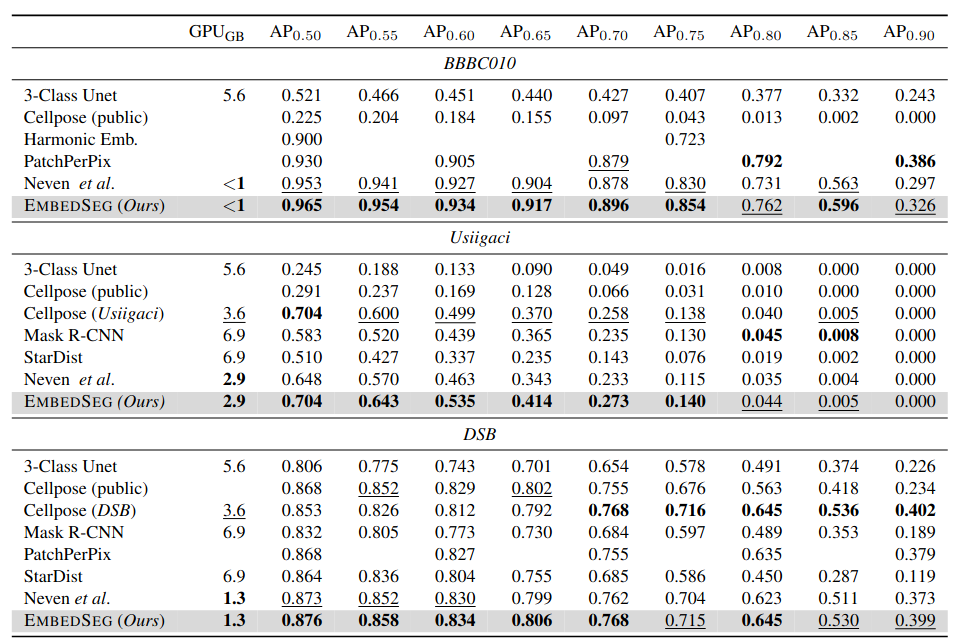 GPU_GB AP_0.50 AP_0.55 AP_0.60 AP_0.65 AP_0.70 AP_0.75 AP_0.80 AP_0.85 AP_0.90
BBBC010
3-Class Unet 5.6 0.521 0.466 0.451 0.440 0.427 0.407 0.377 0.332 0.243
Cellpose (public) 0.225 0.204 0.184 0.155 0.097 0.043 0.013 0.002 0.000
Harmonic Emb. 0.900 0.723
PatchPerPix 0.930 0.905 0.879 0.792 0.386
Neven et al. <1 0.953 0.941 0.927 0.904 0.878 0.830 0.731 0.563 0.297
EMBEDSEG (Ours) <1 0.965 0.954 0.934 0.917 0.896 0.854 0.762 0.596 0.326
Usiigaci
3-Class Unet 5.6 0.245 0.188 0.133 0.090 0.049 0.016 0.008 0.000 0.000
Cellpose (public) 0.291 0.237 0.169 0.128 0.066 0.031 0.010 0.000 0.000
Cellpose (Usiigaci) 3.6 0.704 0.600 0.499 0.370 0.258 0.138 0.040 0.005 0.000
Mask R-CNN 6.9 0.583 0.520 0.439 0.365 0.235 0.130 0.045 0.008 0.000
StarDist 6.9 0.510 0.427 0.337 0.235 0.143 0.076 0.019 0.002 0.000
Neven et al. 2.9 0.648 0.570 0.463 0.343 0.233 0.115 0.035 0.004 0.000
EMBEDSEG (Ours) 2.9 0.704 0.643 0.535 0.414 0.273 0.140 0.044 0.005 0.000
DSB
3-Class Unet 5.6 0.806 0.775 0.743 0.701 0.654 0.578 0.491 0.374 0.226
Cellpose (public) 0.868 0.852 0.829 0.802 0.755 0.676 0.563 0.418 0.234
Cellpose (DSB) 3.6 0.853 0.826 0.812 0.792 0.768 0.716 0.645 0.536 0.402
Mask R-CNN 6.9 0.832 0.805 0.773 0.730 0.684 0.597 0.489 0.353 0.189
PatchPerPix 0.868 0.827 0.755 0.635 0.379
StarDist 6.9 0.864 0.836 0.804 0.755 0.685 0.586 0.450 0.287 0.119
Neven et al. 1.3 0.873 0.852 0.830 0.799 0.762 0.704 0.623 0.511 0.373
EMBEDSEG (Ours) 1.3 0.876 0.858 0.834 0.806 0.768 0.715 0.645 0.530 0.399